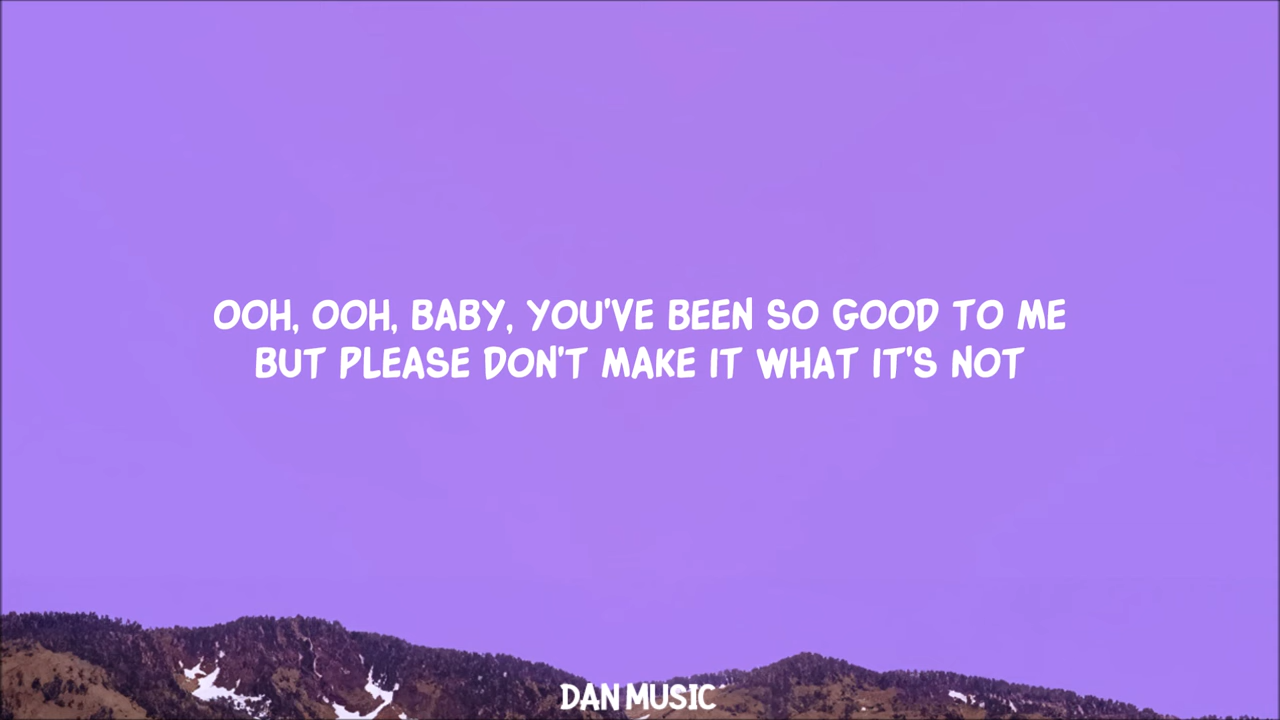 OOH, OOH, BABY, YOU'VE BEEN SO GOOD TO ME
BUT PLEASE DON'T MAKE IT WHAT IT'S NOT
DAN MUSIC